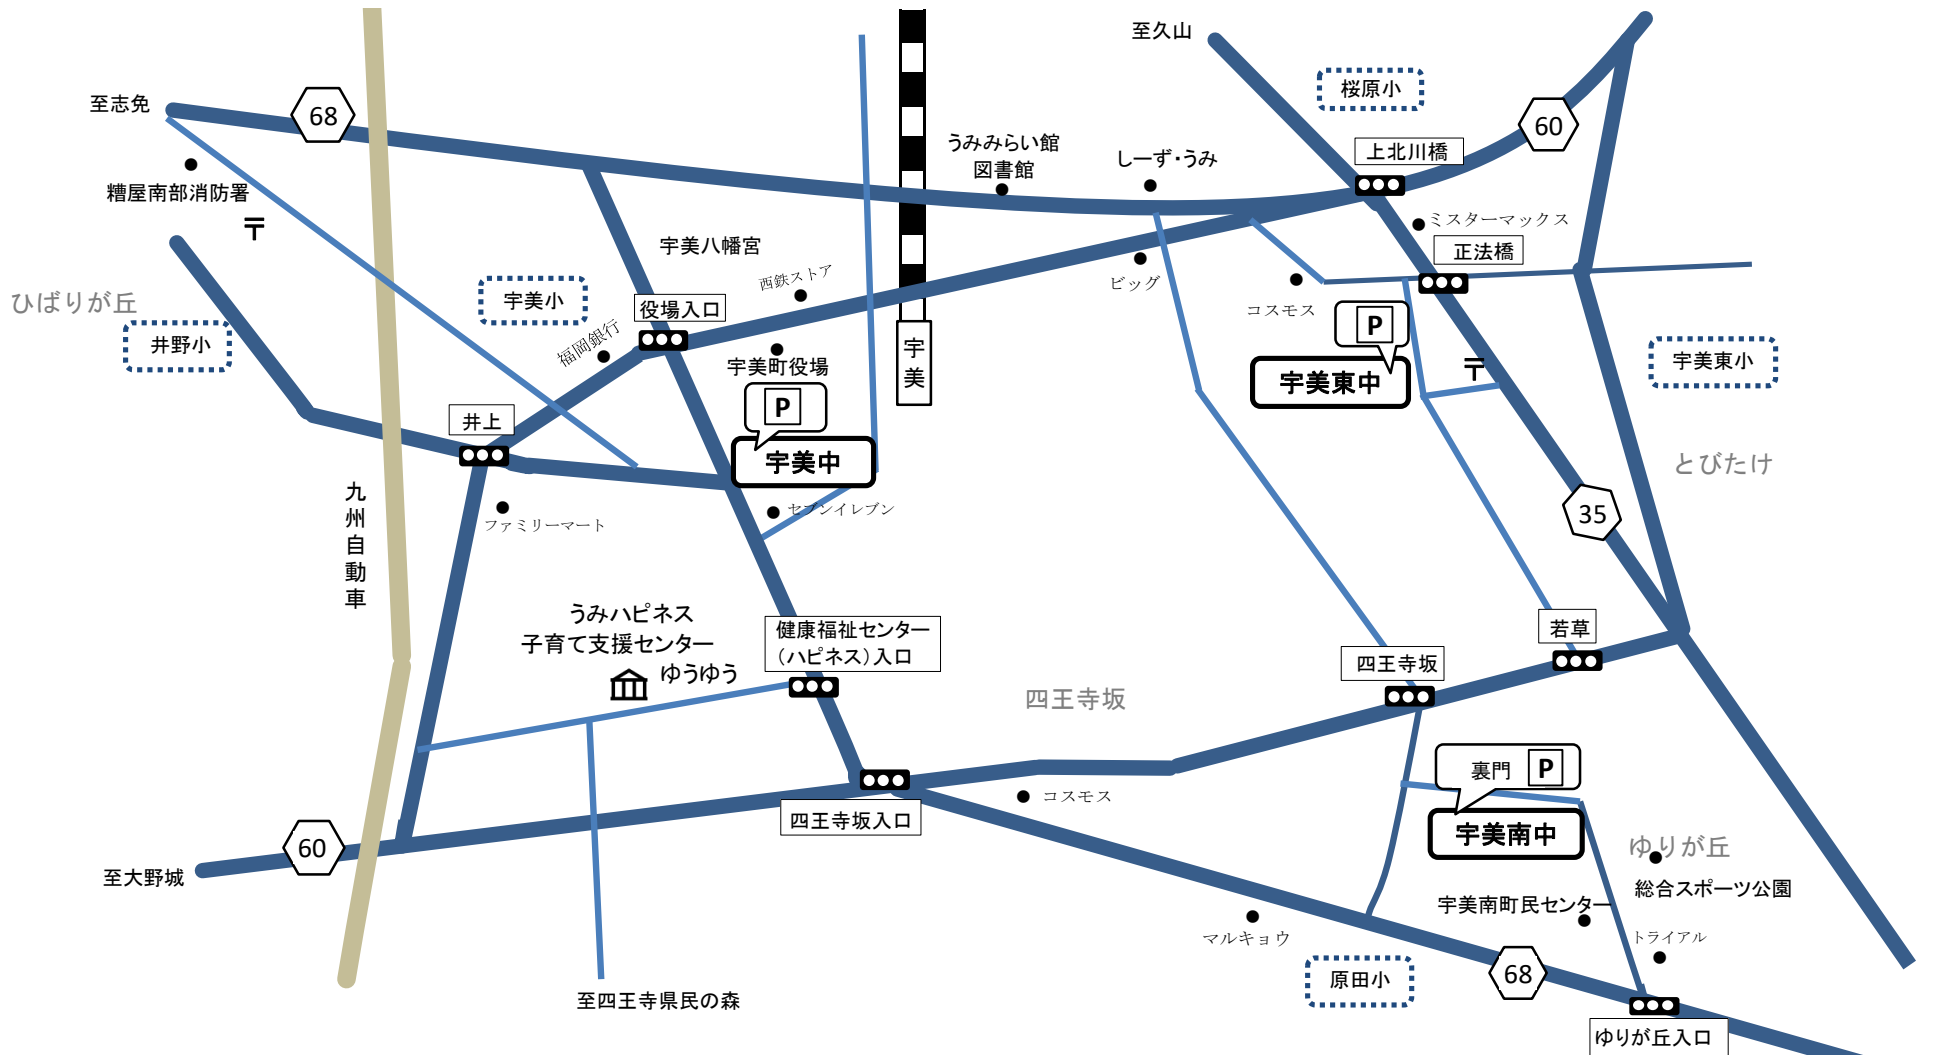 至久山
桜原小
至志免
68
60
うみみらい館
図書館
しーず・うみ
上北川橋
糟屋南部消防署
〒
ミスターマックス
宇美八幡宮
正法橋
西鉄ストア
ビッグ
コスモス
ひばりが丘
宇美小
役場入口
井野小
福岡銀行
宇美町役場
宇美
P
宇美東中
〒
宇美東小
P
井上
宇美中
とびたけ
九州自動車
ファミリーマート
セブンイレブン
35
うみハピネス
子育て支援センター
ゆうゆう
健康福祉センター
（ハピネス）入口
若草
四王寺坂
四王寺坂
裏門 P
コスモス
四王寺坂入口
宇美南中
60
ゆりが丘
至大野城
総合スポーツ公園
宇美南町民センター
マルキョウ
トライアル
原田小
68
至四王寺県民の森
ゆりが丘入口